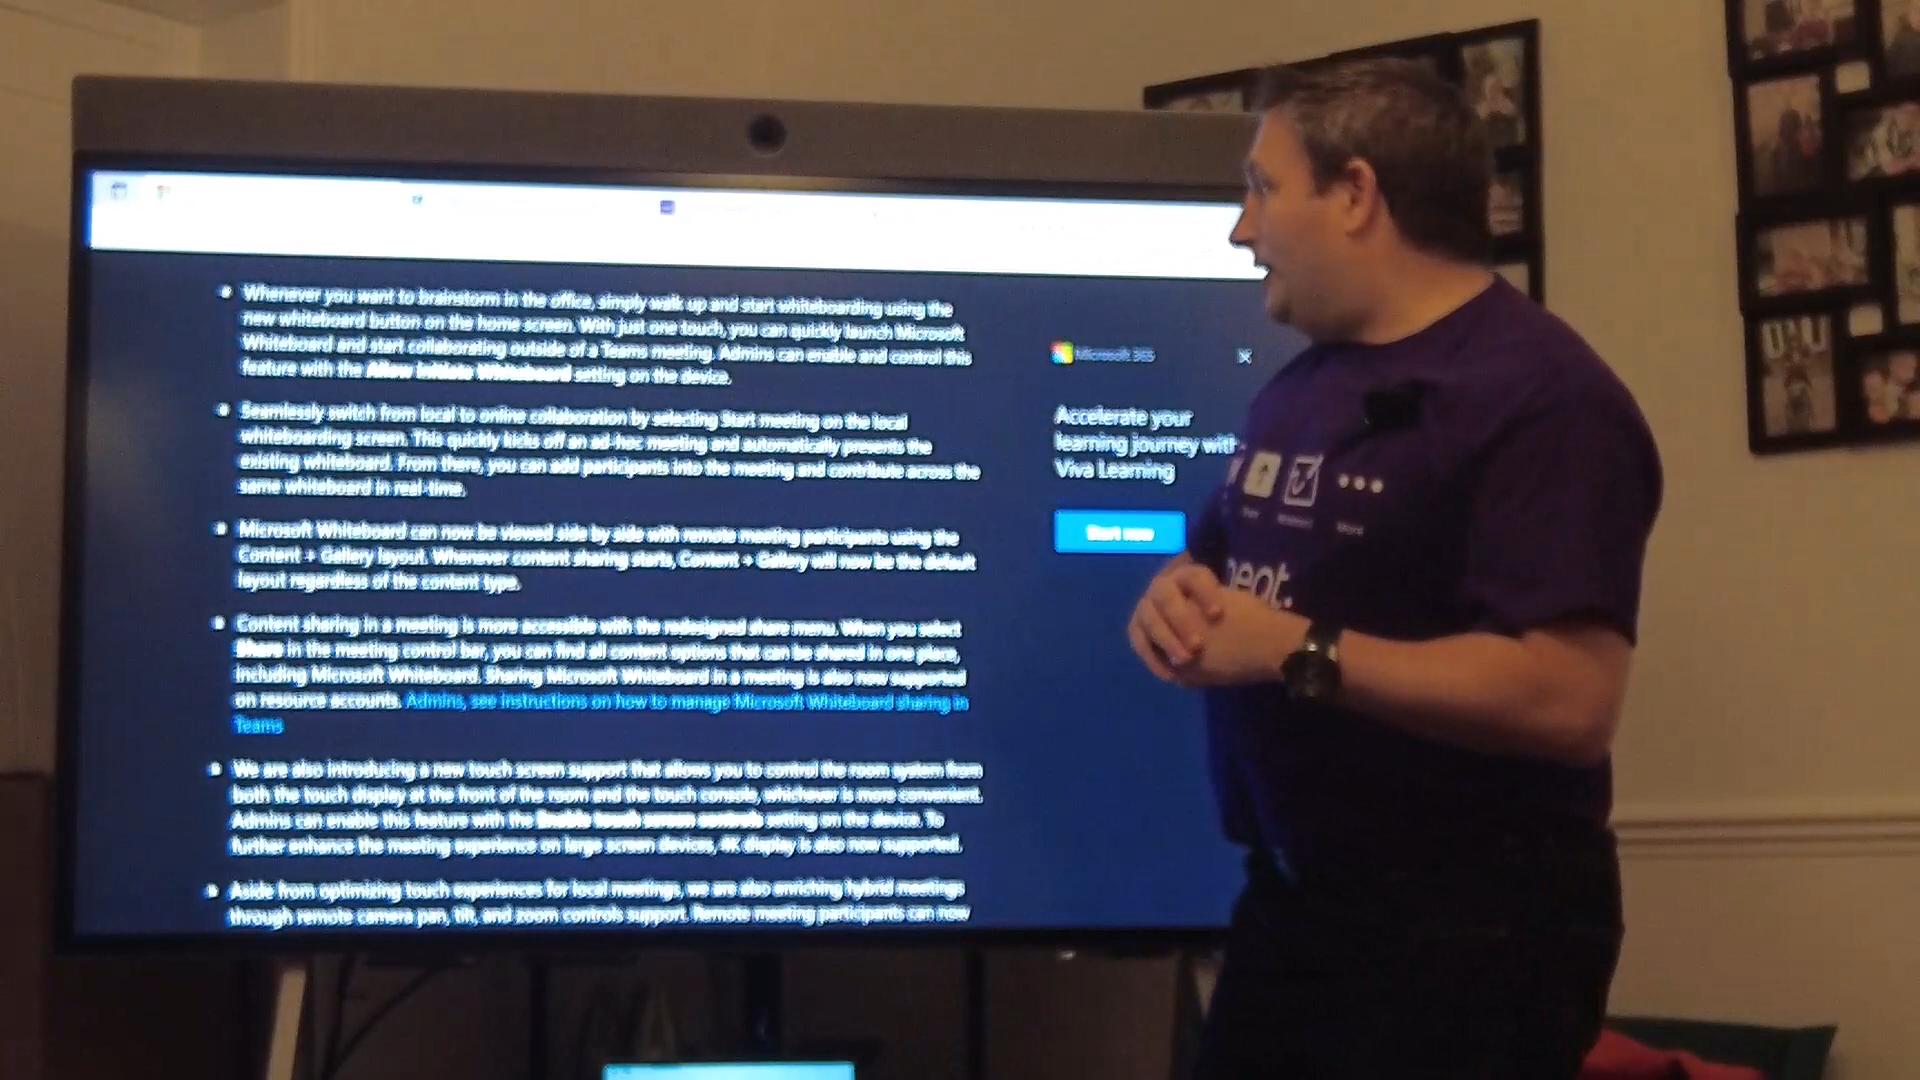 Whenever you want to brainstorm in the office, simply walk up and start whiteboarding using the
new whiteboard button on the home screen. With just one touch, you can quickly launch Microsoft
Whiteboard and start collaborating outside of a Teams meeting. Admins can enable and control this
feature with the Allow Initiate Whiteboard setting on the device.
Seamlessly switch from local to online collaboration by selecting Start meeting on the local
whiteboarding screen. This quickly kicks off an ad-hoc meeting and automatically presents the
existing whiteboard. From there, you can add participants into the meeting and contribute across the
same whiteboard in real-time.
Microsoft Whiteboard can now be viewed side by side with remote meeting participants using the
Content + Gallery layout. Whenever content sharing starts, Content + Gallery will now be the default
layout regardless of the content type.
Content sharing in a meeting is more accessible with the redesigned share menu. When you select
Share in the meeting control bar, you can find all content options that can be shared in one place,
including Microsoft Whiteboard. Sharing Microsoft Whiteboard in a meeting is also now supported
on resource accounts. Admins, see instructions on how to manage Microsoft Whiteboard sharing in
Teams
We are also introducing a new touch screen support that allows you to control the room system from
both the touch display at the front of the room and the touch console, whichever is more convenient.
Admins can enable this feature with the touch screen controls setting on the device. To
further enhance the meeting experience on large screen devices, 4K display is also now supported.
Aside from optimizing touch experiences for local meetings, we are also enriching hybrid meetings
through remote camera pan, tilt, and zoom controls support. Remote meeting participants can now
Microsoft 365
Accelerate your
learning journey with
Viva Learning
Start now
More